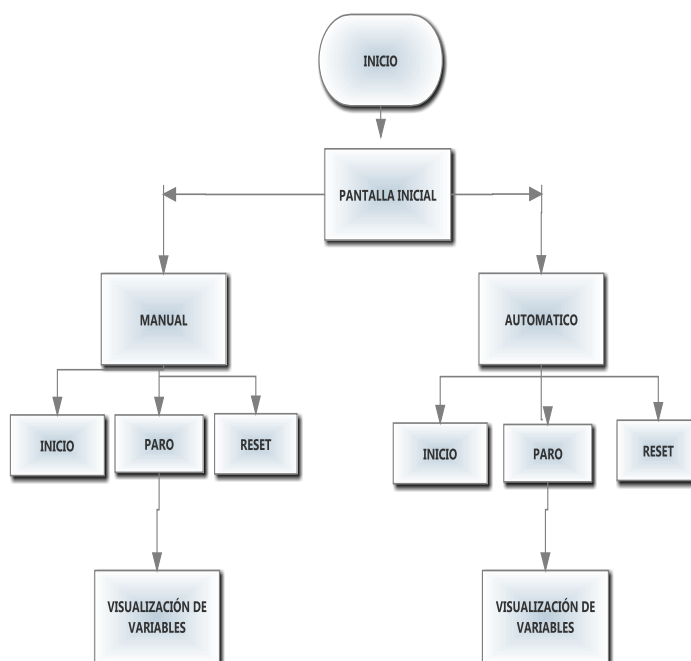 INICIO
PANTALLA INICIAL
MANUAL
AUTOMATICO
INICIO
PARO
RESET
INICIO
PARO
RESET
VISUALIZACIÓN DE
VARIABLES
VISUALIZACIÓN DE
VARIABLES